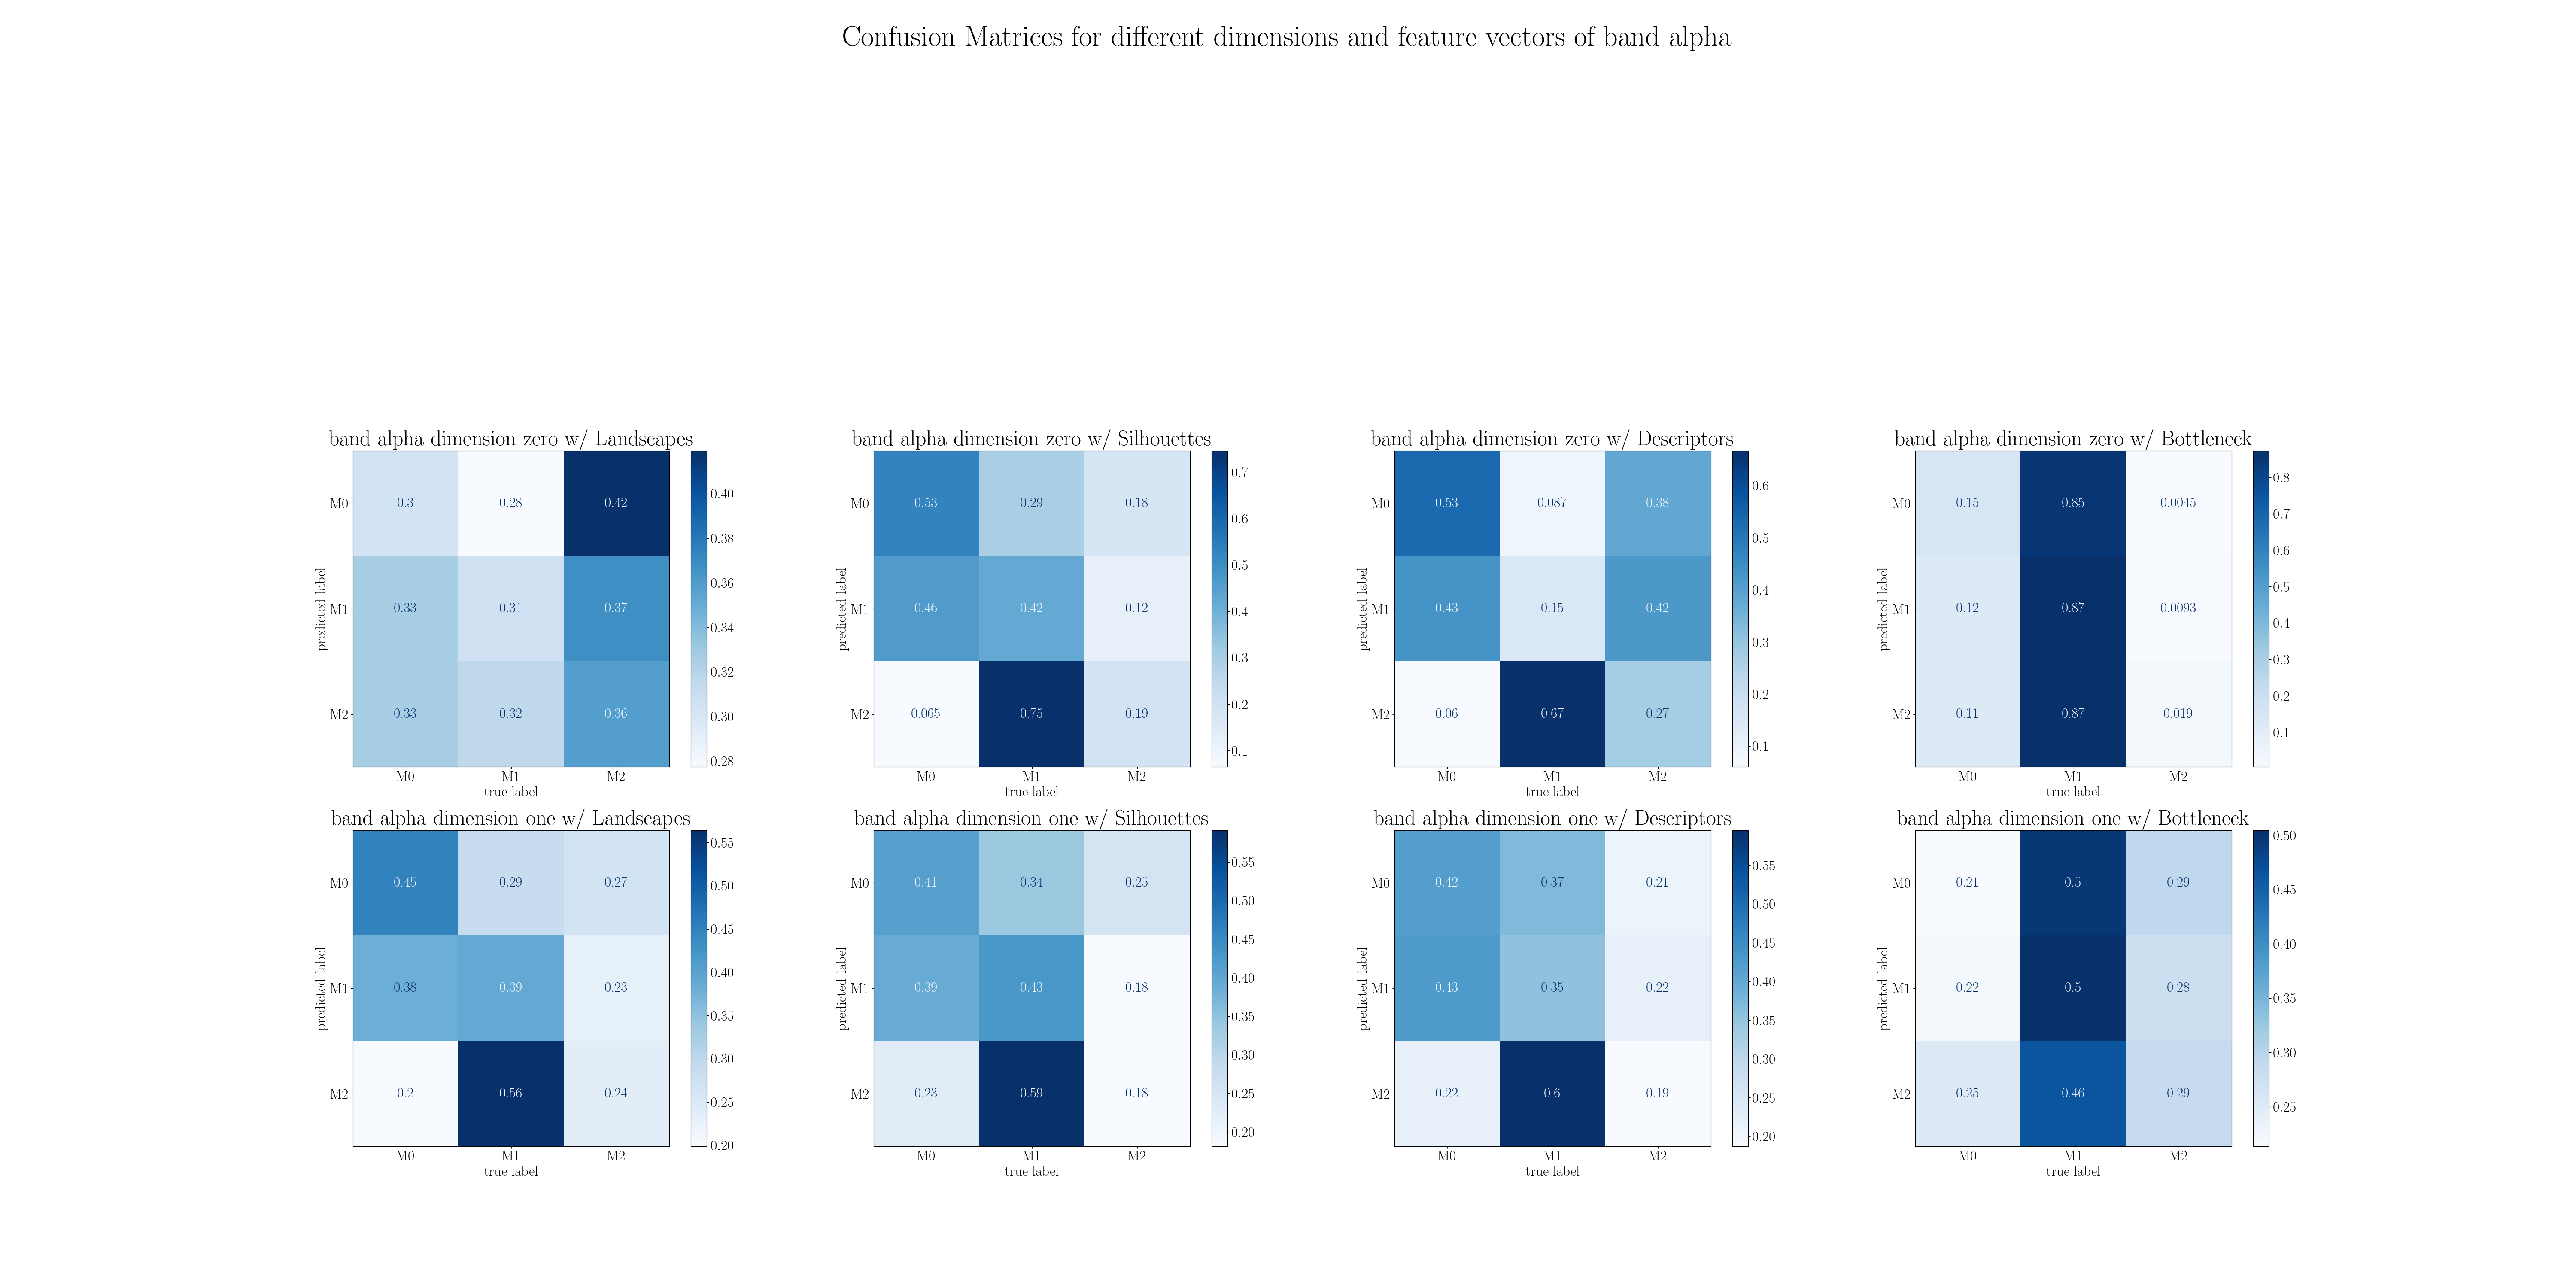 Confusion Matrices for different dimensions and feature vectors of band alpha
band alpha dimension zero w/ Landscapes
predicted label
M0 0.3 0.28 0.42
M1 0.33 0.31 0.37
M2 0.33 0.32 0.36
M0 M1 M2
true label
0.40
0.38
0.36
0.34
0.32
0.30
0.28
band alpha dimension zero w/ Silhouettes
predicted label
M0 0.53 0.29 0.18
M1 0.46 0.42 0.12
M2 0.065 0.75 0.19
M0 M1 M2
true label
0.7
0.6
0.5
0.4
0.3
0.2
0.1
band alpha dimension zero w/ Descriptors
predicted label
M0 0.53 0.087 0.38
M1 0.43 0.15 0.42
M2 0.06 0.67 0.27
M0 M1 M2
true label
0.6
0.5
0.4
0.3
0.2
0.1
band alpha dimension zero w/ Bottleneck
predicted label
M0 0.15 0.85 0.0045
M1 0.12 0.87 0.0093
M2 0.11 0.87 0.019
M0 M1 M2
true label
0.8
0.7
0.6
0.5
0.4
0.3
0.2
0.1
band alpha dimension one w/ Landscapes
predicted label
M0 0.45 0.29 0.27
M1 0.38 0.39 0.23
M2 0.2 0.56 0.24
M0 M1 M2
true label
0.55
0.50
0.45
0.40
0.35
0.30
0.25
0.20
band alpha dimension one w/ Silhouettes
predicted label
M0 0.41 0.34 0.25
M1 0.39 0.43 0.18
M2 0.23 0.59 0.18
M0 M1 M2
true label
0.55
0.50
0.45
0.40
0.35
0.30
0.25
0.20
band alpha dimension one w/ Descriptors
predicted label
M0 0.42 0.37 0.21
M1 0.43 0.35 0.22
M2 0.22 0.6 0.19
M0 M1 M2
true label
0.55
0.50
0.45
0.40
0.35
0.30
0.25
0.20
band alpha dimension one w/ Bottleneck
predicted label
M0 0.21 0.5 0.29
M1 0.22 0.5 0.28
M2 0.25 0.46 0.29
M0 M1 M2
true label
0.50
0.45
0.40
0.35
0.30
0.25